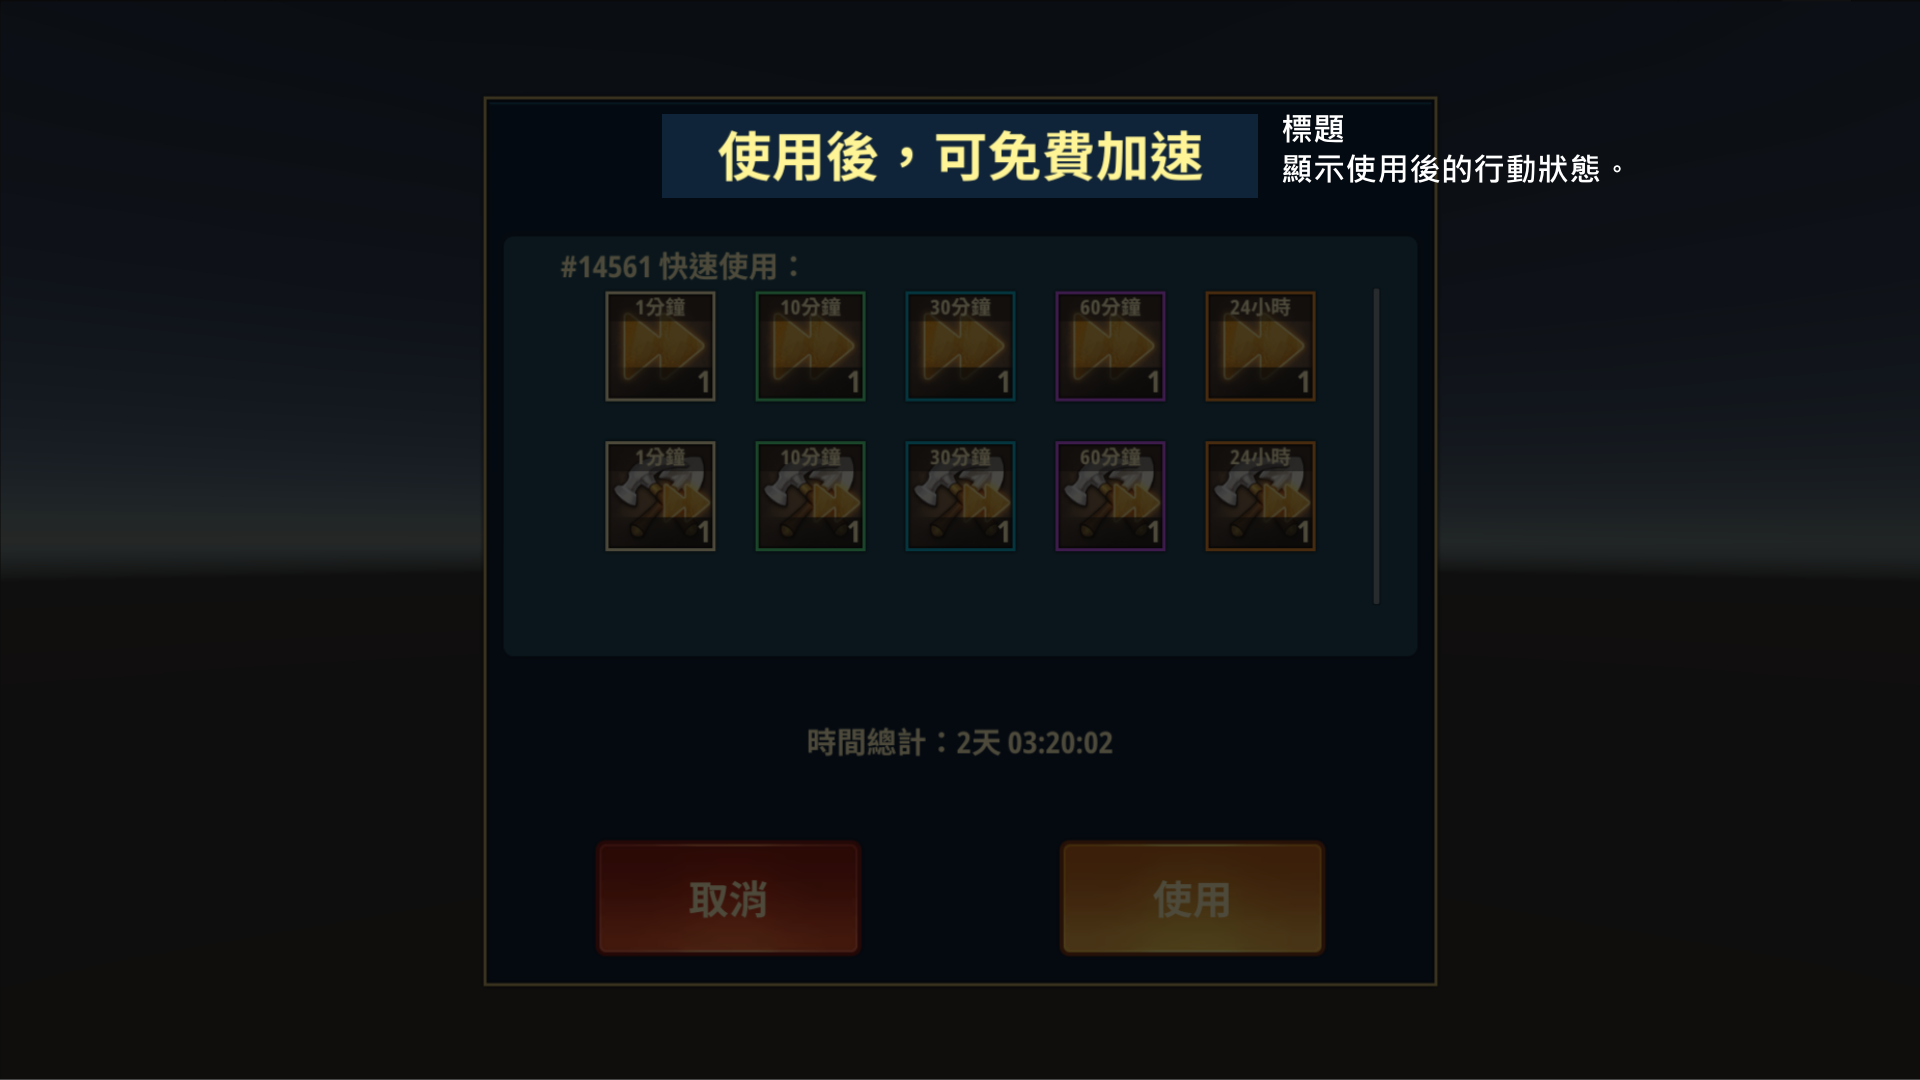 使用後，可免費加速
標題
顯示使用後的行動狀態。
#14561 快速使用：
1分鐘 10分鐘 30分鐘 60分鐘 24小時
1 1 1 1 1
1分鐘 10分鐘 30分鐘 60分鐘 24小時
1 1 1 1 1
時間總計：2天 03:20:02
取消 使用